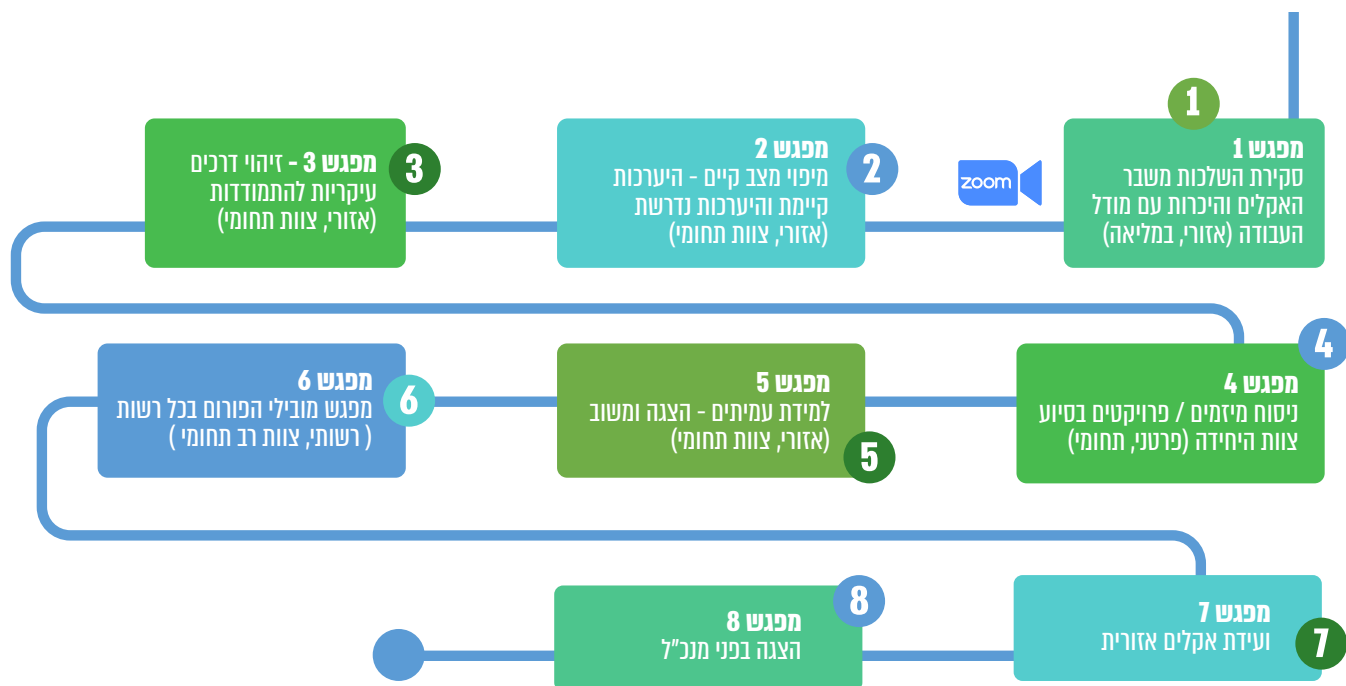 1
מפגש 1
סקירת השלכות משבר
האקלים והיכרות עם מודל
העבודה (אזורי, במליאה)
zoom
2
מפגש 2
מיפוי מצב קיים - היערכות
קיימת והיערכות נדרשת
(אזורי, צוות תחומי)
3
מפגש 3 - זיהוי דרכים
עיקריות להתמודדות
(אזורי, צוות תחומי)
4
מפגש 4
ניסוח מיזמים / פרויקטים בסיוע
צוות היחידה (פרטני, תחומי)
מפגש 5
למידת עמיתים - הצגה ומשוב
(אזורי, צוות תחומי)
5
6
מפגש 6
מפגש מובילי הפורום בכל רשות
( רשותי, צוות רב תחומי )
7
מפגש 7
ועידת אקלים אזורית
8
מפגש 8
הצגה בפני מנכ"ל